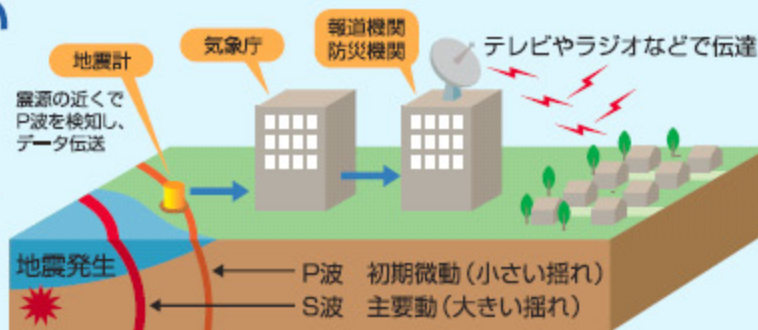 地震計
気象庁
報道機関
防災機関
テレビやラジオなどで伝達
震源の近くで
P波を検知し、
データ伝送
地震発生
P波 初期微動(小さい揺れ)
S波 主要動(大きい揺れ)